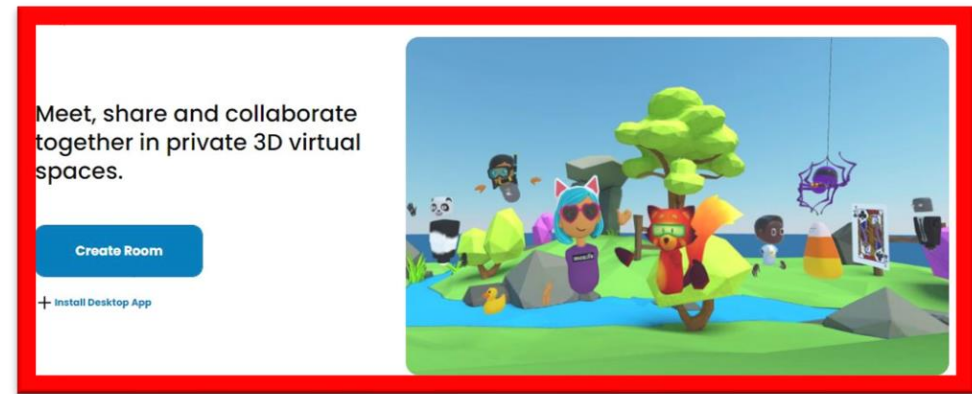 Meet, share and collaborate
together in private 3D virtual
spaces.
Create Room
Install Desktop App